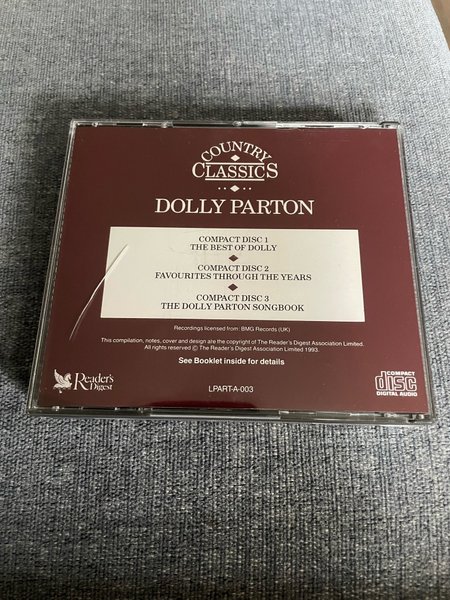 COUNTRY
CLASSICS
DOLLY PARTON
COMPACT DISC 1
THE BEST OF DOLLY
COMPACT DISC 2
FAVOURITES THROUGH THE YEARS
COMPACT DISC 3
THE DOLLY PARTON SONGBOOK
Recordings licensed from: BMG Records (UK)
This compilation, notes, cover and design are the copyright of The Reader's Digest Association Limited.
All rights reserved © The Reader's Digest Association Limited 1993.
See Booklet inside for details
Reader's
Digest
LPART-A-003
COMPACT
disc
DIGITAL AUDIO